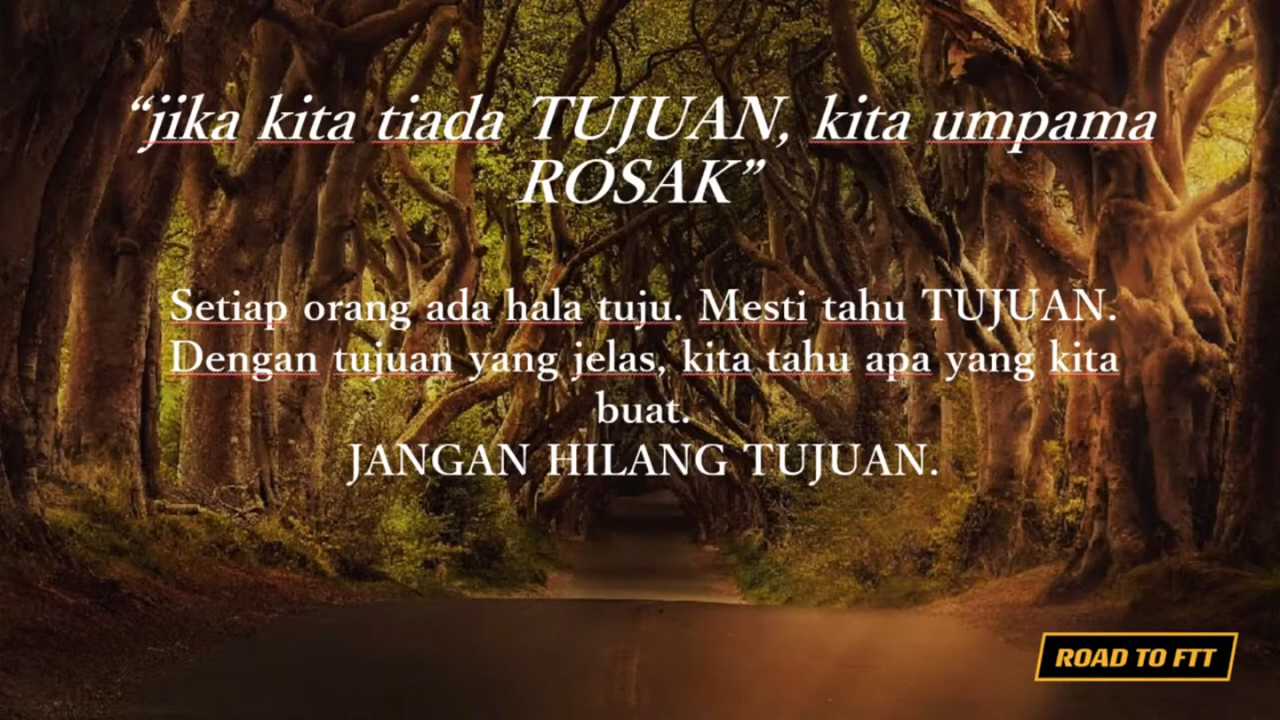 “jika kita tiada TUJUAN, kita umpama
ROSAK”
Setiap orang ada hala tuju. Mesti tahu TUJUAN.
Dengan tujuan yang jelas, kita tahu apa yang kita
buat.
JANGAN HILANG TUJUAN.
ROAD TO FTT